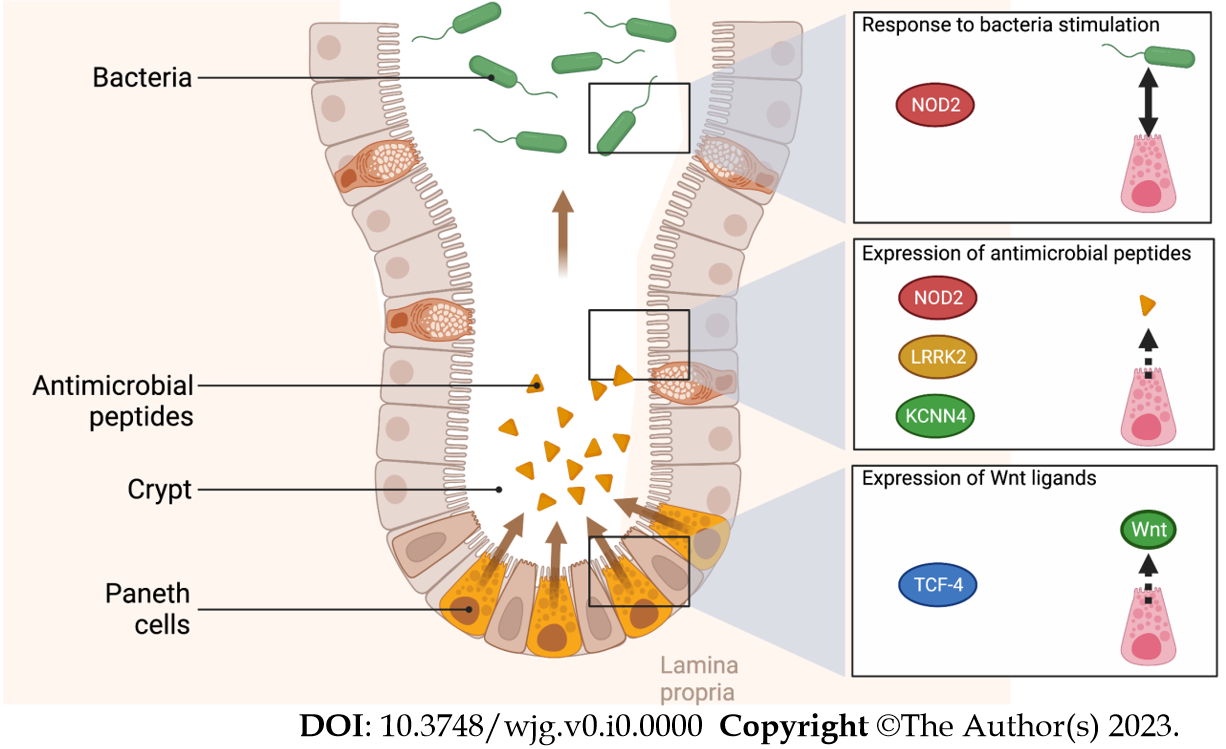 Bacteria
Antimicrobial
peptides
Crypt
Paneth
cells
Lamina
propria
Response to bacteria stimulation
NOD2
Expression of antimicrobial peptides
NOD2
LRRK2
KCNN4
Expression of Wnt ligands
Wnt
TCF-4
DOI: 10.3748/wjg.v0.i0.0000 Copyright ©The Author(s) 2023.